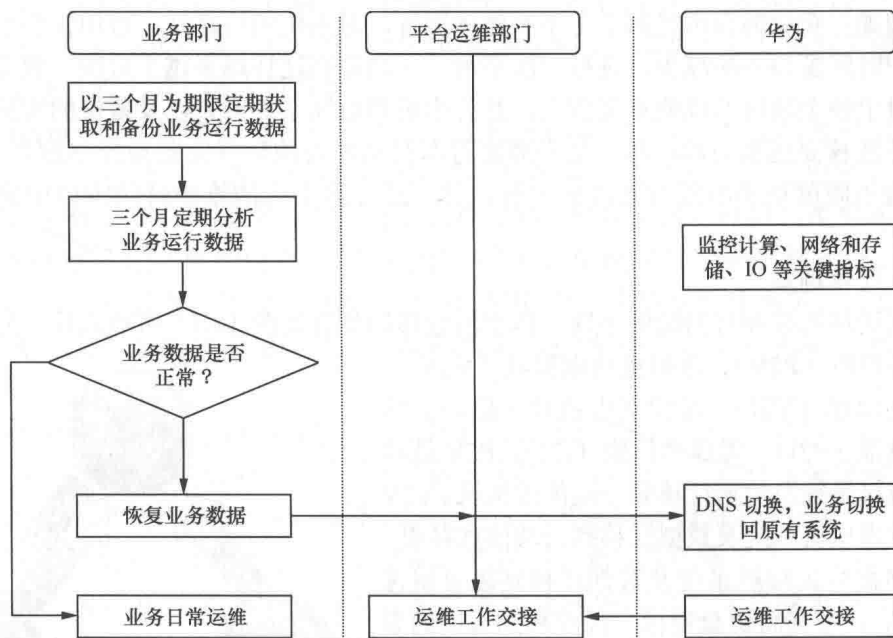 业务部门
平台运维部门
华为
以三个月为期限定期获
取和备份业务运行数据
三个月定期分析
业务运行数据
监控计算、网络和存
储、IO 等关键指标
业务数据是否
正常？
恢复业务数据
DNS 切换，业务切换
回原有系统
业务日常运维
运维工作交接
运维工作交接